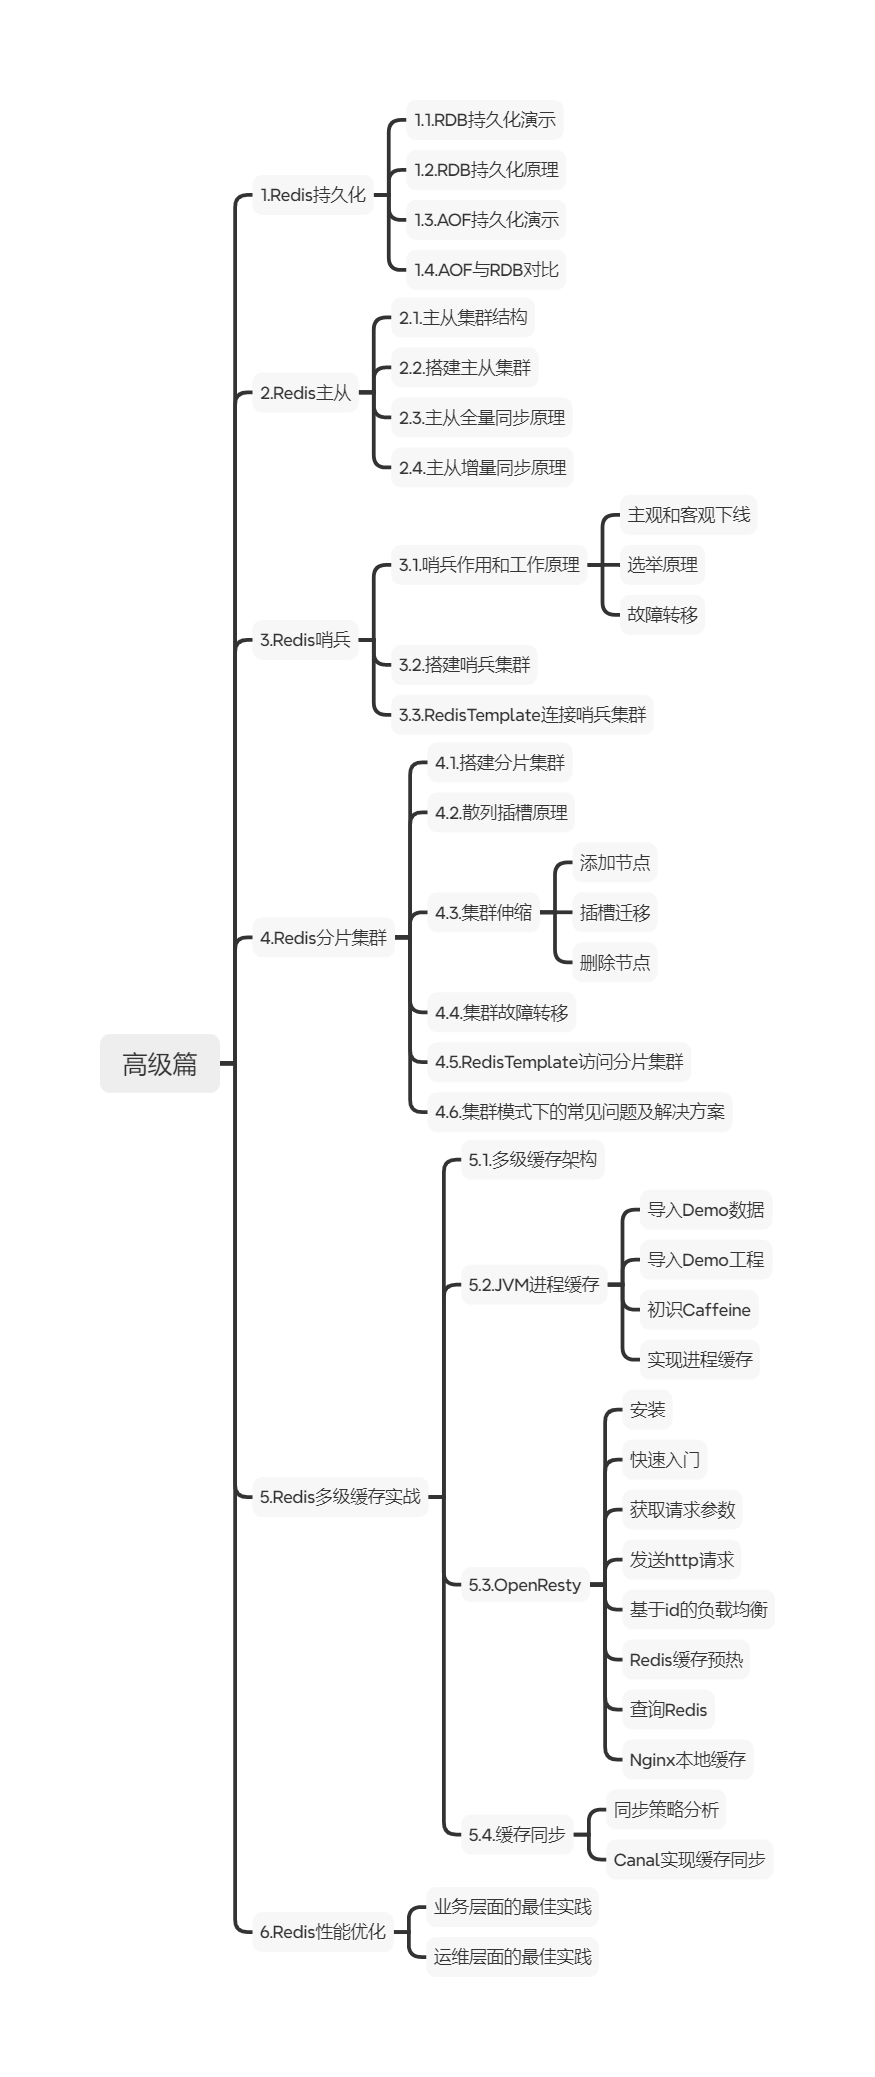 高级篇
1.Redis持久化
1.1.RDB持久化演示
1.2.RDB持久化原理
1.3.AOF持久化演示
1.4.AOF与RDB对比
2.Redis主从
2.1.主从集群结构
2.2.搭建主从集群
2.3.主从全量同步原理
2.4.主从增量同步原理
3.Redis哨兵
3.1.哨兵作用和工作原理
主观和客观下线
选举原理
故障转移
3.2.搭建哨兵集群
3.3.RedisTemplate连接哨兵集群
4.Redis分片集群
4.1.搭建分片集群
4.2.散列插槽原理
4.3.集群伸缩
添加节点
插槽迁移
删除节点
4.4.集群故障转移
4.5.RedisTemplate访问分片集群
4.6.集群模式下的常见问题及解决方案
5.Redis多级缓存实战
5.1.多级缓存架构
5.2.JVM进程缓存
导入Demo数据
导入Demo工程
初识Caffeine
实现进程缓存
5.3.OpenResty
安装
快速入门
获取请求参数
发送http请求
基于id的负载均衡
Redis缓存预热
查询Redis
Nginx本地缓存
5.4.缓存同步
同步策略分析
Canal实现缓存同步
6.Redis性能优化
业务层面的最佳实践
运维层面的最佳实践